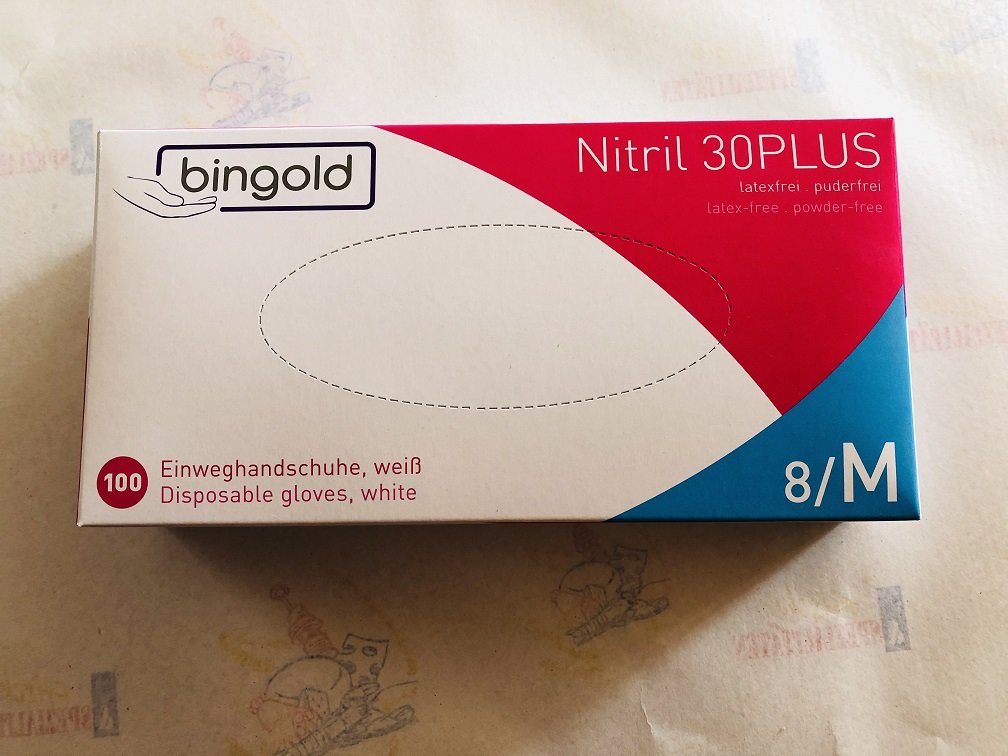 bingold
Nitril 30PLUS
latexfrei . puderfrei
latex-free . powder-free
100
Einweghandschuhe, weiß
Disposable gloves, white
8/M